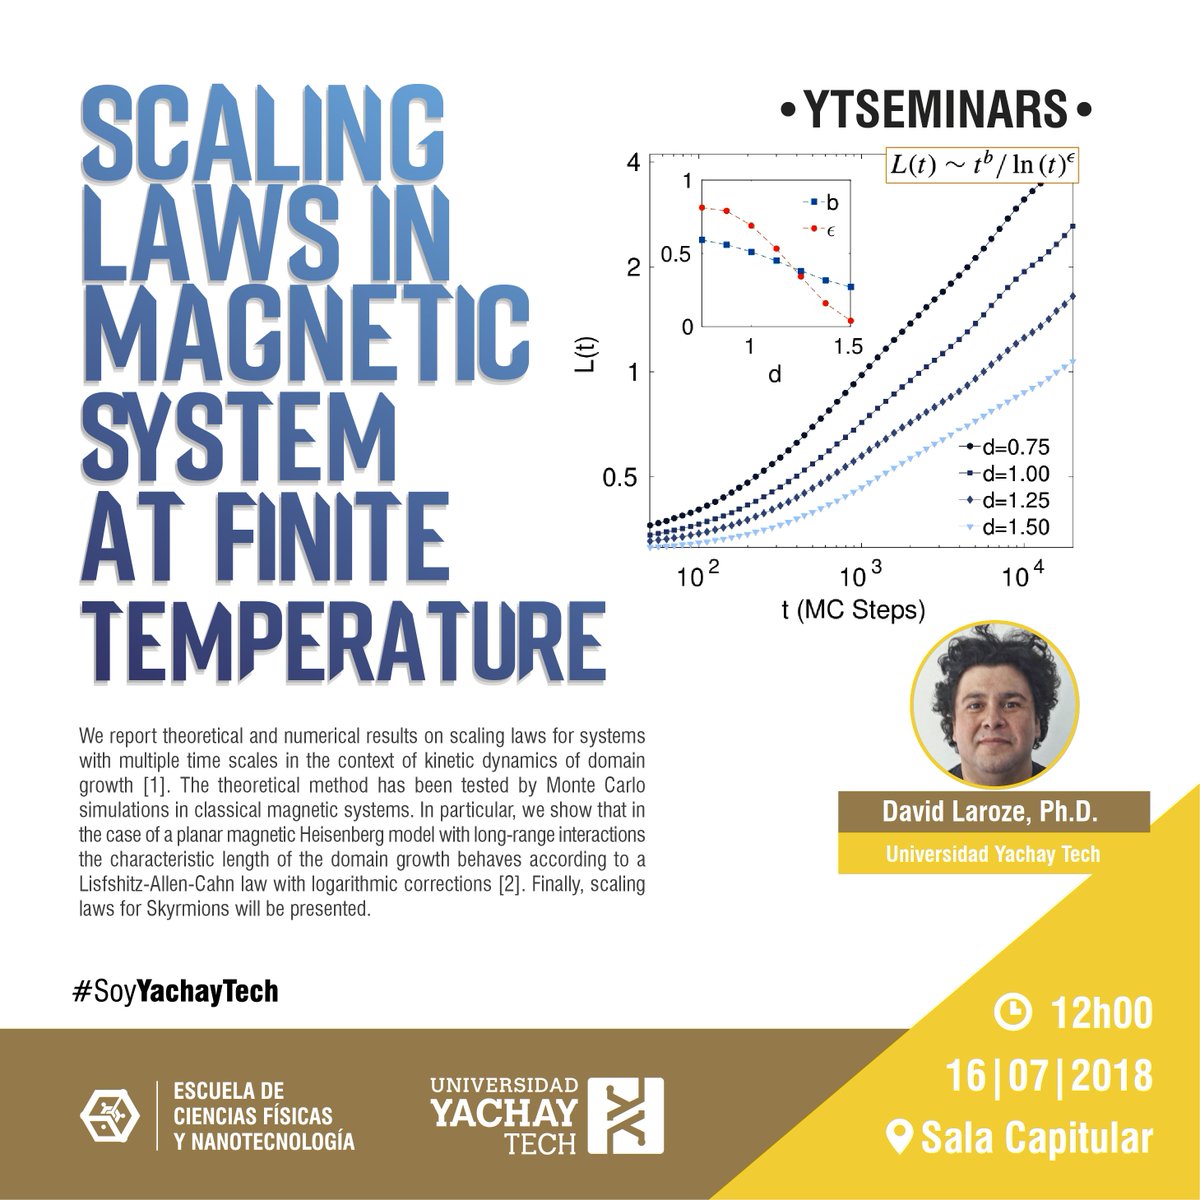 SCALING
LAWS IN
MAGNETIC
SYSTEM
AT FINITE
TEMPERATURE
•YTSEMINARS•
L(t) ~ t^b / ln (t)^ϵ
4
2
1
0.5
L(t)
1
0.5
0
b
ϵ
1
1.5
d
d=0.75
d=1.00
d=1.25
d=1.50
10^2
10^3
10^4
t (MC Steps)
We report theoretical and numerical results on scaling laws for systems
with multiple time scales in the context of kinetic dynamics of domain
growth [1]. The theoretical method has been tested by Monte Carlo
simulations in classical magnetic systems. In particular, we show that in
the case of a planar magnetic Heisenberg model with long-range interactions
the characteristic length of the domain growth behaves according to a
Lisfshitz-Allen-Cahn law with logarithmic corrections [2]. Finally, scaling
laws for Skyrmions will be presented.
David Laroze, Ph.D.
Universidad Yachay Tech
#SoyYachayTech
12h00
16|07|2018
Sala Capitular
ESCUELA DE
CIENCIAS FÍSICAS
Y NANOTECNOLOGÍA
UNIVERSIDAD
YACHAY
TECH